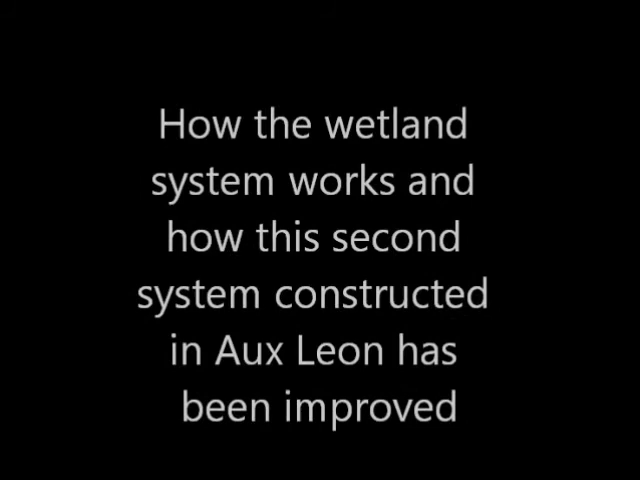 How the wetland
system works and
how this second
system constructed
in Aux Leon has
been improved